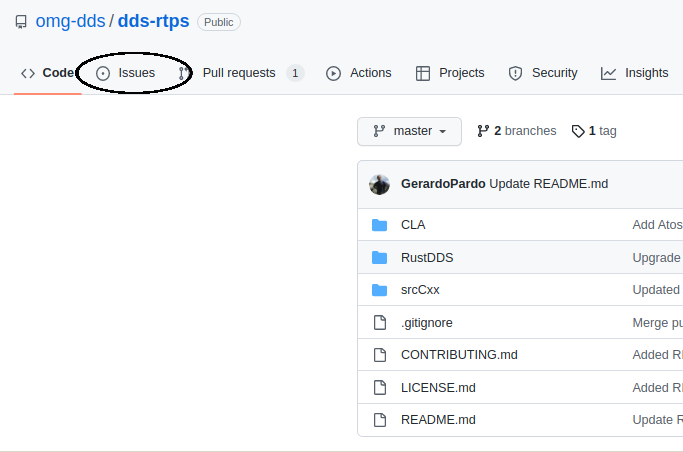 omg-dds / dds-rtps Public
Code Issues Pull requests 1 Actions Projects Security Insights
master 2 branches 1 tag
GerardoPardo Update README.md
CLA Add Atos
RustDDS Upgrade
srcCxx Updated
.gitignore Merge pu
CONTRIBUTING.md Added RE
LICENSE.md Added RE
README.md Update R